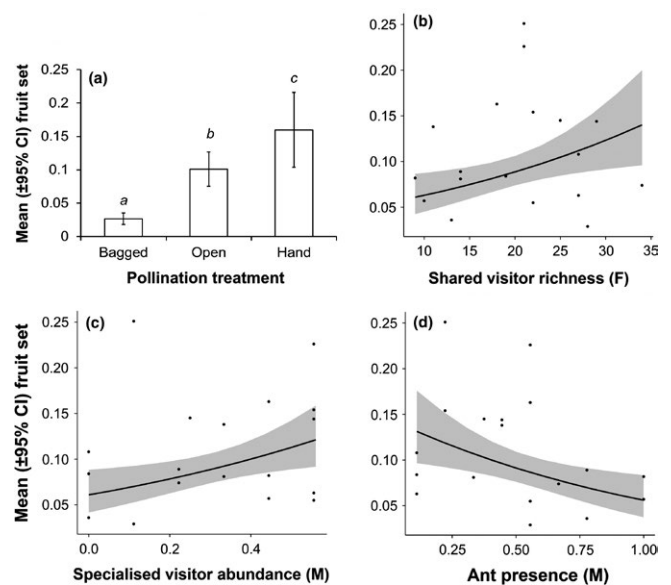 (a)
Mean (±95% CI) fruit set
0.25
0.2
0.15
0.1
0.05
0
a
b
c
Bagged
Open
Hand
Pollination treatment
(b)
0.25
0.20
0.15
0.10
0.05
10
15
20
25
30
35
Shared visitor richness (F)
(c)
Mean (±95% CI) fruit set
0.25
0.20
0.15
0.10
0.05
0.0
0.2
0.4
Specialised visitor abundance (M)
(d)
0.25
0.20
0.15
0.10
0.05
0.25
0.50
0.75
1.00
Ant presence (M)